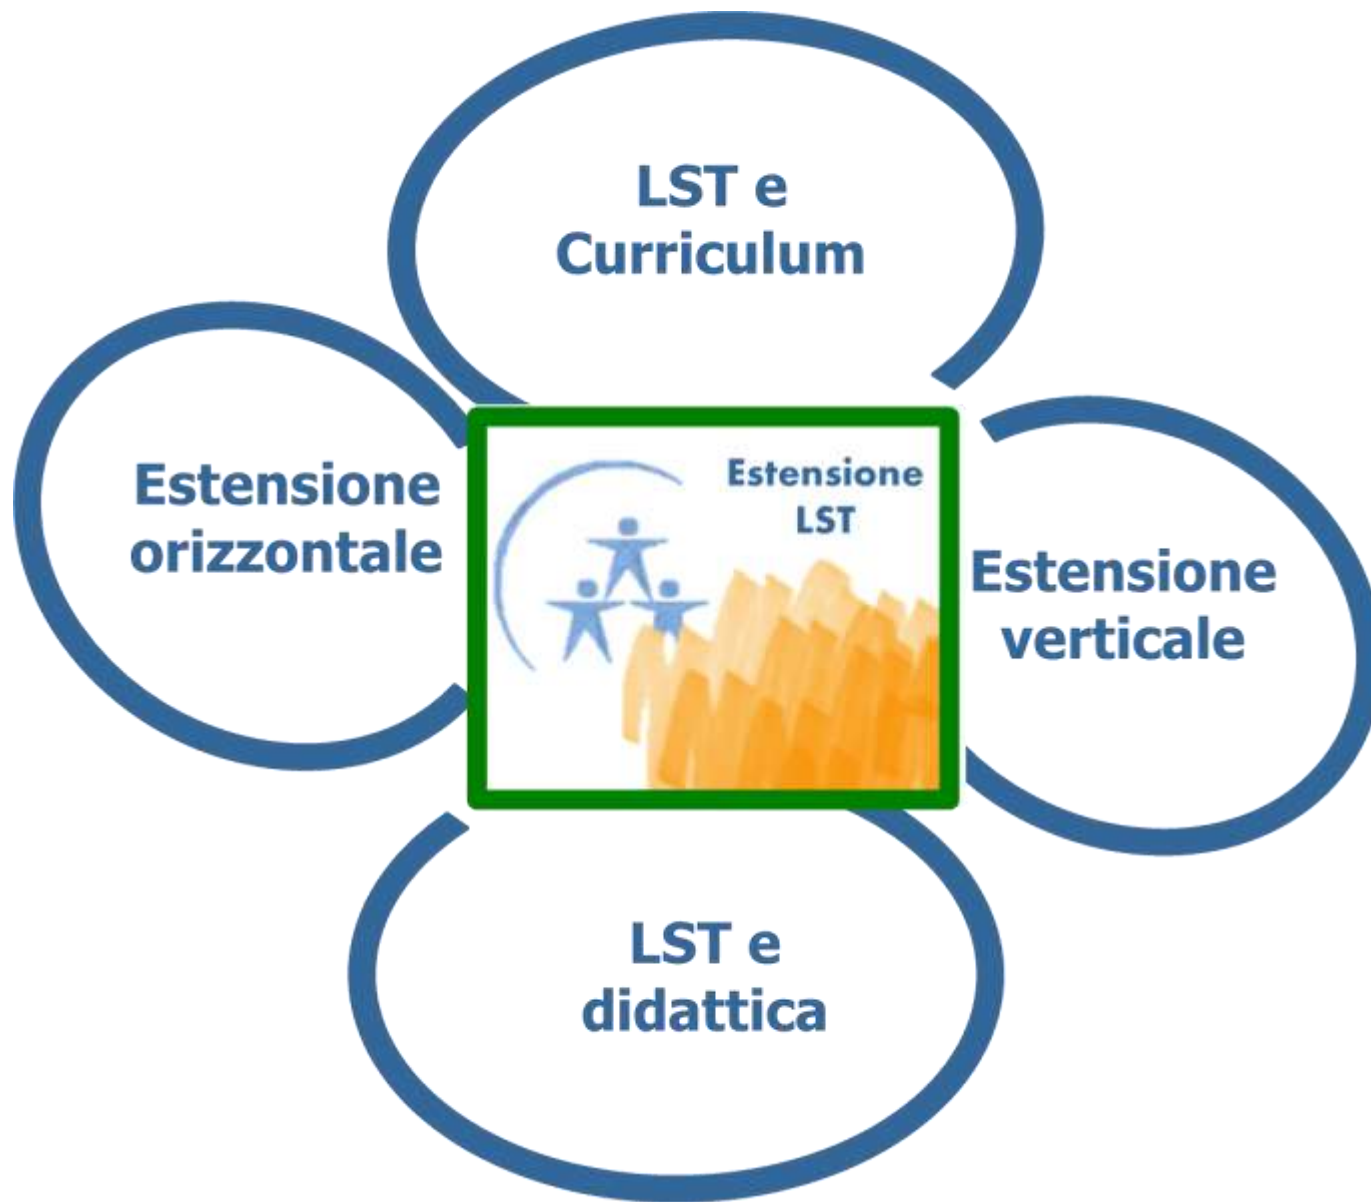 LST e
Curriculum
Estensione
orizzontale
Estensione
LST
Estensione
verticale
LST e
didattica